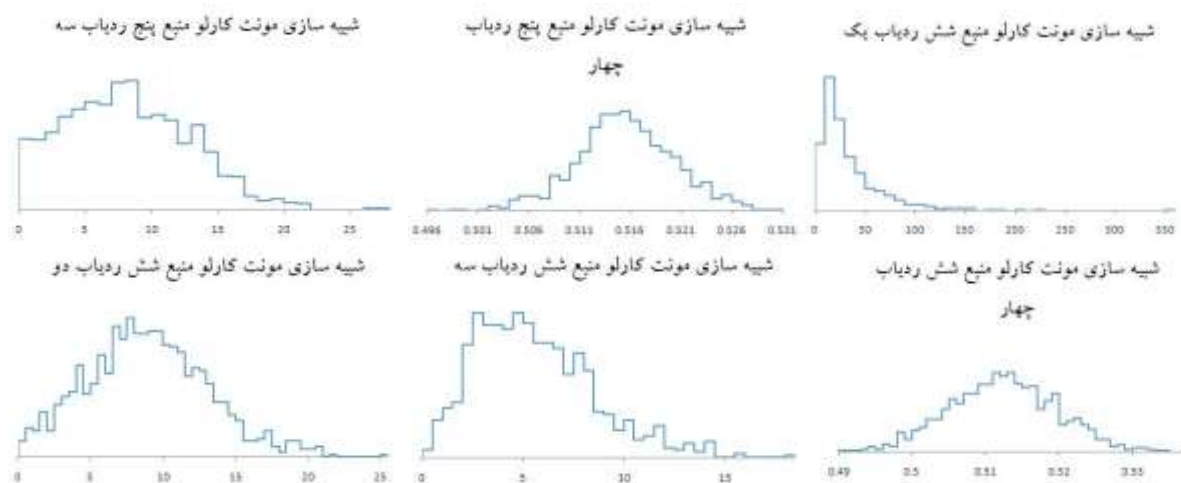 شبیه سازی مونت کارلو منبع پنج ردیاب سه
شبیه سازی مونت کارلو منبع پنج ردیاب
چهار
شبیه سازی مونت کارلو منبع شش ردیاب یک
0 5 10 15 20 25
0.496 0.501 0.506 0.511 0.516 0.521 0.526 0.531
0 50 100 150 200 250 300 350
شبیه سازی مونت کارلو منبع شش ردیاب دو
شبیه سازی مونت کارلو منبع شش ردیاب سه
شبیه سازی مونت کارلو منبع شش ردیاب
چهار
0 5 10 15 20 25
0 5 10 15
0.49 0.5 0.51 0.52 0.53